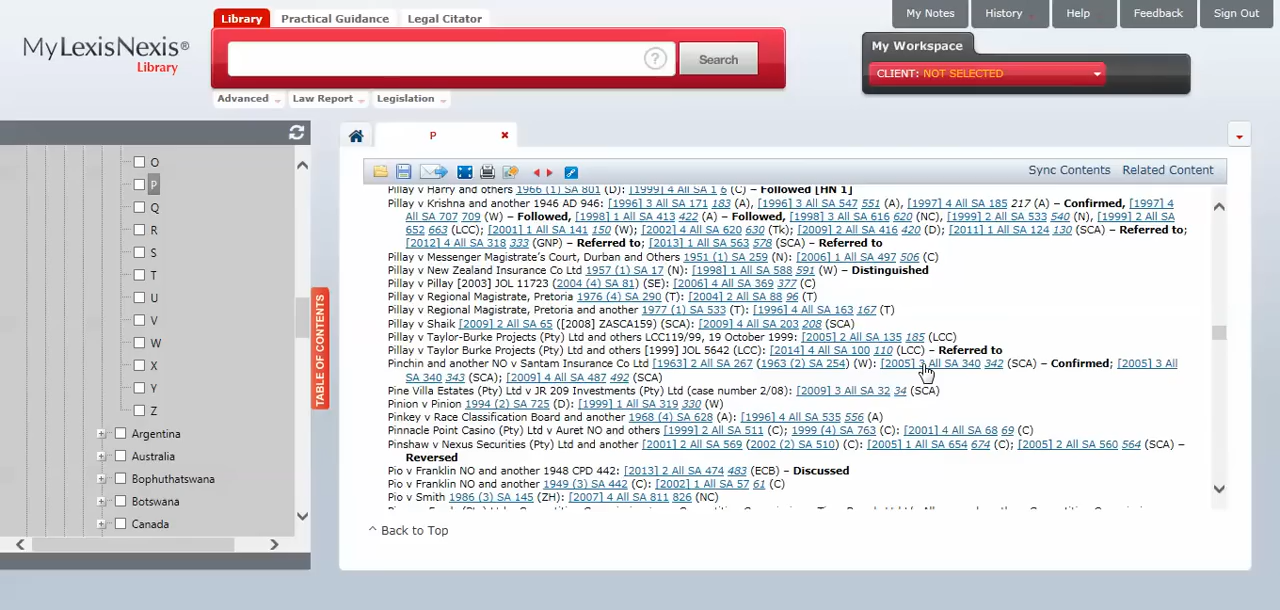 Library
Practical Guidance
Legal Citator
My Notes
History
Help
Feedback
Sign Out
MyLexisNexis®
Library
?
Search
My Workspace
CLIENT: NOT SELECTED
Advanced
Law Report
Legislation
P
Sync Contents
Related Content
O
P
Q
R
S
T
U
V
W
X
Y
Z
Argentina
Australia
Bophuthatswana
Botswana
Canada
TABLE OF CONTENTS
Pillay v Harry and others 1966 (1) SA 801 (D): [1999] 4 All SA 1 6 (C) – Followed [HN 1]
Pillay v Krishna and another 1946 AD 946: [1996] 3 All SA 171 183 (A), [1996] 3 All SA 547 551 (A), [1997] 4 All SA 185 217 (A) – Confirmed, [1997] 4
All SA 707 709 (W) – Followed, [1998] 1 All SA 413 422 (A) – Followed, [1998] 3 All SA 616 620 (NC), [1999] 2 All SA 533 540 (N), [1999] 2 All SA
652 663 (LCC); [2001] 1 All SA 141 150 (W); [2002] 4 All SA 620 630 (Tk); [2009] 2 All SA 416 420 (D); [2011] 1 All SA 124 130 (SCA) – Referred to;
[2012] 4 All SA 318 333 (GNP) – Referred to; [2013] 1 All SA 563 578 (SCA) – Referred to
Pillay v Messenger Magistrate's Court, Durban and Others 1951 (1) SA 259 (N): [2006] 1 All SA 497 506 (C)
Pillay v New Zealand Insurance Co Ltd 1957 (1) SA 17 (N): [1998] 1 All SA 588 591 (W) – Distinguished
Pillay v Pillay [2003] JOL 11723 (2004 (4) SA 81) (SE): [2006] 4 All SA 369 377 (C)
Pillay v Regional Magistrate, Pretoria 1976 (4) SA 290 (T): [2004] 2 All SA 88 96 (T)
Pillay v Regional Magistrate, Pretoria and another 1977 (1) SA 533 (T): [1996] 4 All SA 163 167 (T)
Pillay v Shaik [2009] 2 All SA 65 ([2008] ZASCA159) (SCA): [2009] 4 All SA 203 208 (SCA)
Pillay v Taylor-Burke Projects (Pty) Ltd and others LCC119/99, 19 October 1999: [2005] 2 All SA 135 185 (LCC)
Pillay v Taylor Burke Projects (Pty) Ltd and others [1999] JOL 5642 (LCC): [2014] 4 All SA 100 110 (LCC) – Referred to
Pinchin and another NO v Santam Insurance Co Ltd [1963] 2 All SA 267 (1963 (2) SA 254) (W): [2005] 3 All SA 340 342 (SCA) – Confirmed; [2005] 3 All
SA 340 343 (SCA); [2009] 4 All SA 487 492 (SCA)
Pine Villa Estates (Pty) Ltd v JR 209 Investments (Pty) Ltd (case number 2/08): [2009] 3 All SA 32 34 (SCA)
Pinion v Pinion 1994 (2) SA 725 (D): [1999] 1 All SA 319 330 (W)
Pinkey v Race Classification Board and another 1968 (4) SA 628 (A): [1996] 4 All SA 535 556 (A)
Pinnacle Point Casino (Pty) Ltd v Auret NO and others [1999] 2 All SA 511 (C); 1999 (4) SA 763 (C): [2001] 4 All SA 68 69 (C)
Pinshaw v Nexus Securities (Pty) Ltd and another [2001] 2 All SA 569 (2002 (2) SA 510) (C): [2005] 1 All SA 654 674 (C); [2005] 2 All SA 560 564 (SCA) –
Reversed
Pio v Franklin NO and another 1948 CPD 442: [2013] 2 All SA 474 483 (ECB) – Discussed
Pio v Franklin NO and another 1949 (3) SA 442 (C): [2002] 1 All SA 57 61 (C)
Pio v Smith 1986 (3) SA 145 (ZH): [2007] 4 All SA 811 826 (NC)
^ Back to Top